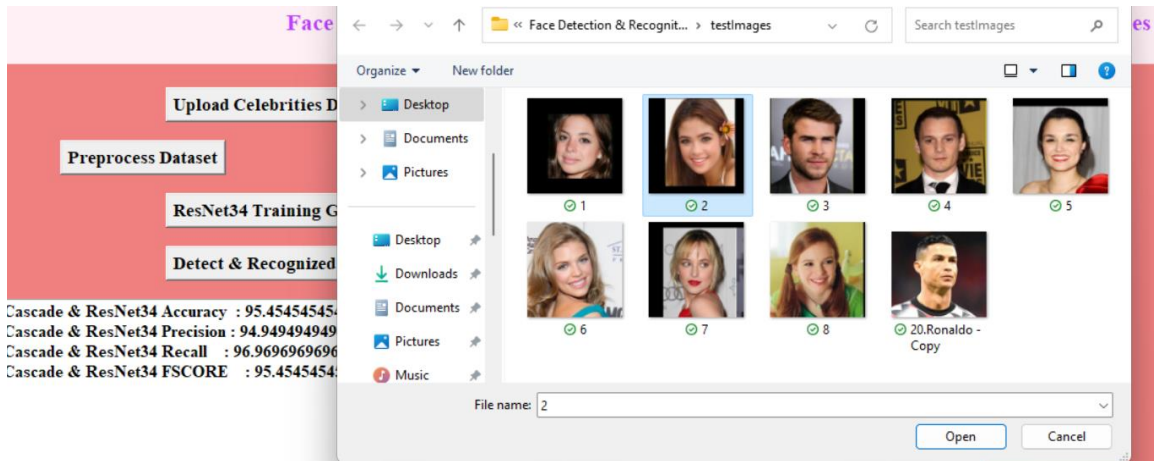 Face
es
« Face Detection & Recognit... > testImages
Search testImages
Organize
New folder
Desktop
Documents
Pictures
Desktop
Downloads
Documents
Pictures
Music
1
2
3
4
5
6
7
8
20.Ronaldo -
Copy
File name: 2
Open
Cancel
Upload Celebrities D
Preprocess Dataset
ResNet34 Training G
Detect & Recognized
Cascade & ResNet34 Accuracy : 95.45454545
Cascade & ResNet34 Precision : 94.949494949
Cascade & ResNet34 Recall : 96.9696969696
Cascade & ResNet34 FSCORE : 95.4545454